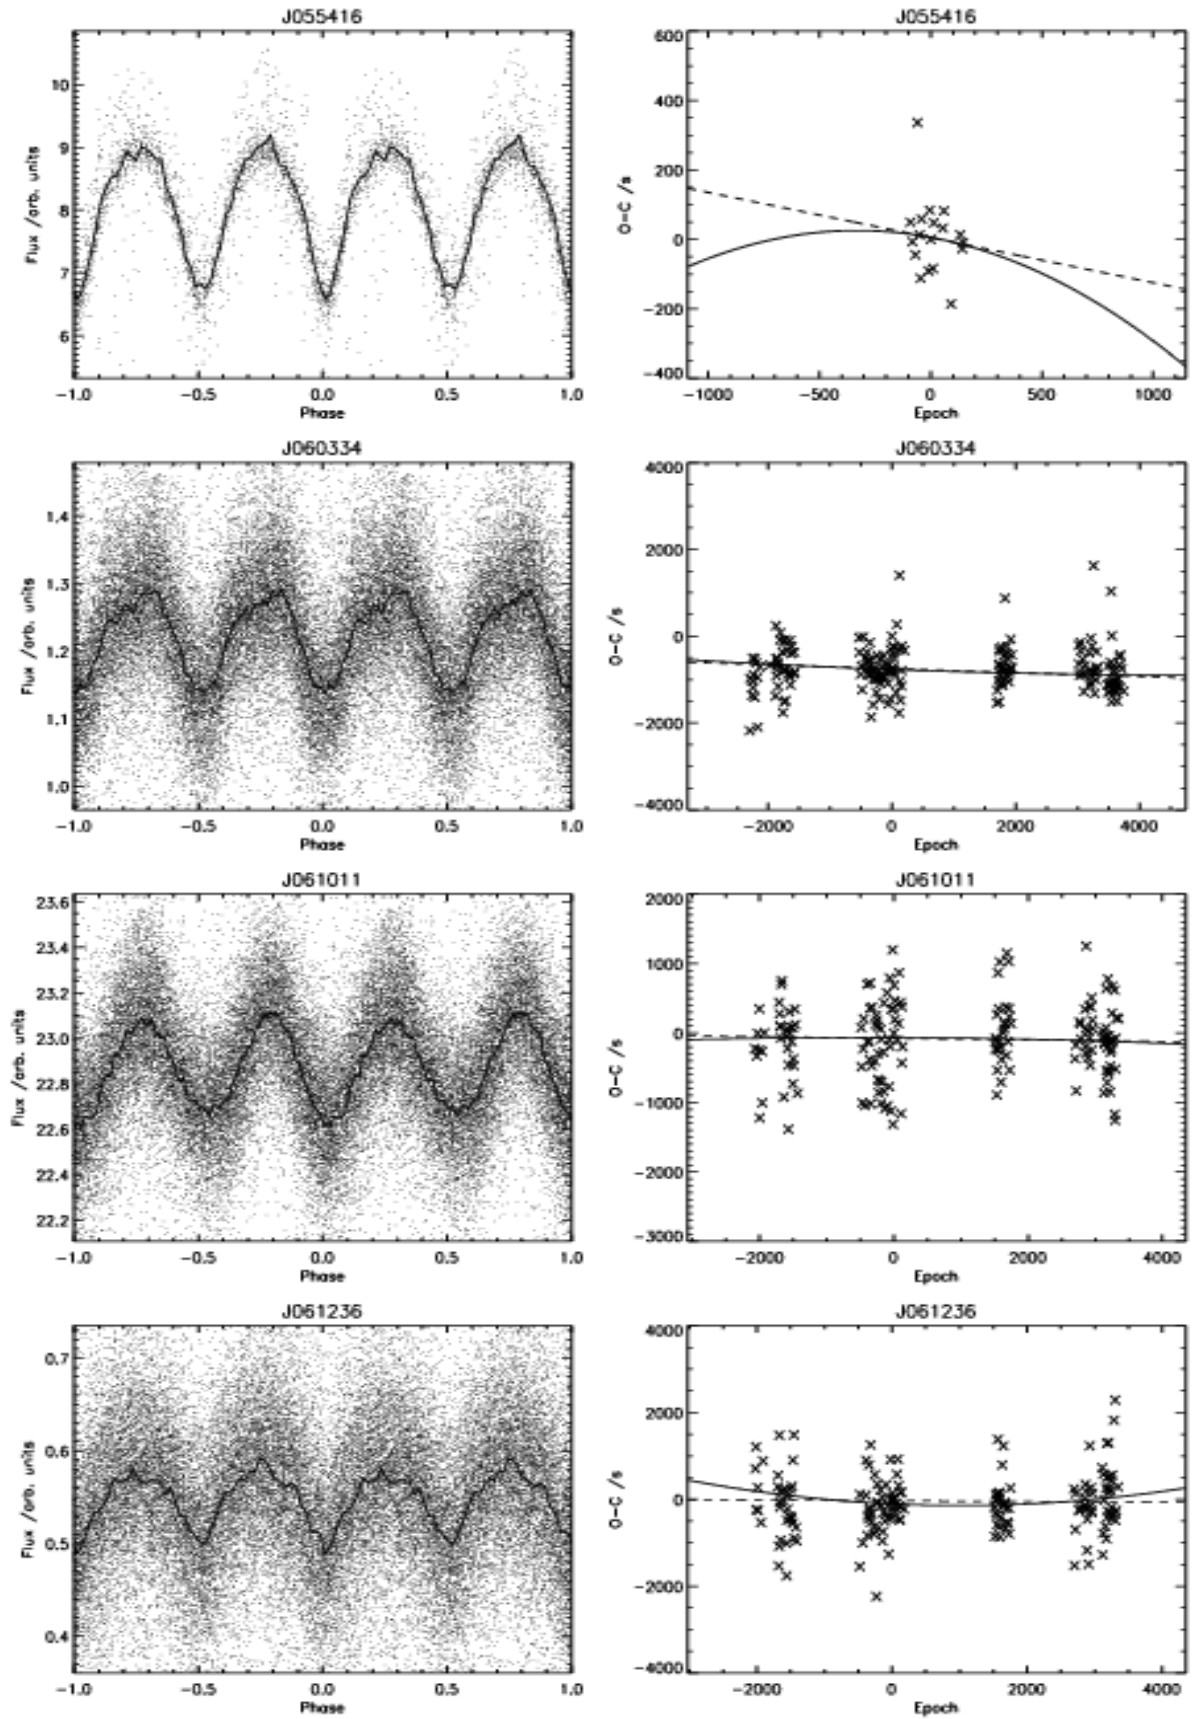 J055416
J055416
Flux /arb. units
10
9
8
7
6
-1.0 -0.5 0.0 0.5 1.0
Phase
O-C /s
600
400
200
0
-200
-400
-1000 -500 0 500 1000
Epoch
J060334
J060334
Flux /arb. units
1.4
1.3
1.2
1.1
1.0
-1.0 -0.5 0.0 0.5 1.0
Phase
O-C /s
4000
2000
0
-2000
-4000
-2000 0 2000 4000
Epoch
J061011
J061011
Flux /arb. units
23.6
23.4
23.2
23.0
22.8
22.6
22.4
22.2
-1.0 -0.5 0.0 0.5 1.0
Phase
O-C /s
2000
1000
0
-1000
-2000
-3000
-2000 0 2000 4000
Epoch
J061236
J061236
Flux /arb. units
0.7
0.6
0.5
0.4
-1.0 -0.5 0.0 0.5 1.0
Phase
O-C /s
4000
2000
0
-2000
-4000
-2000 0 2000 4000
Epoch